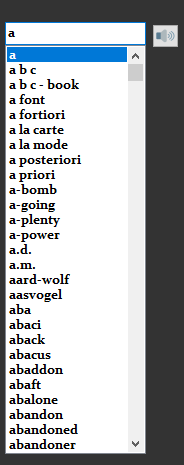 a
a
a b c
a b c - book
a font
a fortiori
a la carte
a la mode
a posteriori
a priori
a-bomb
a-going
a-plenty
a-power
a.d.
a.m.
aard-wolf
aasvogel
aba
abaci
aback
abacus
abaddon
abaft
abalone
abandon
abandoned
abandoner